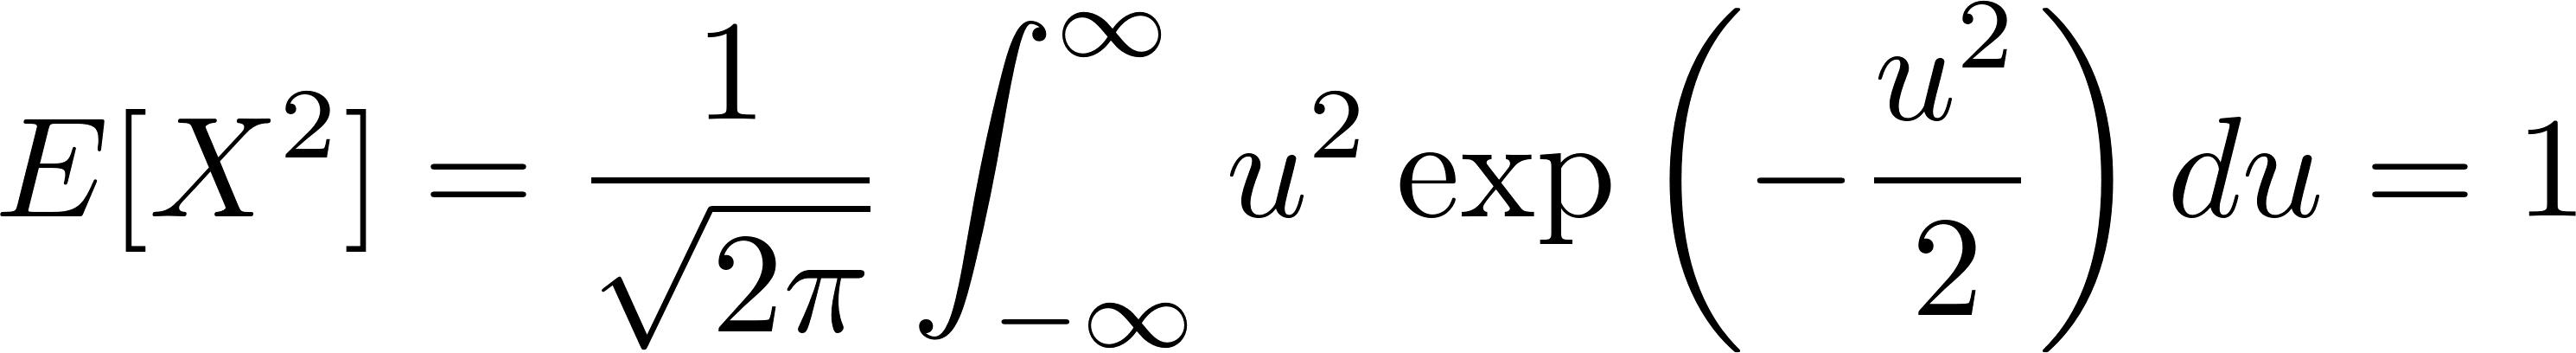 E[X^2] = \frac{1}{\sqrt{2\pi}} \int_{-\infty}^{\infty} u^2 \exp\left(-\frac{u^2}{2}\right) du = 1